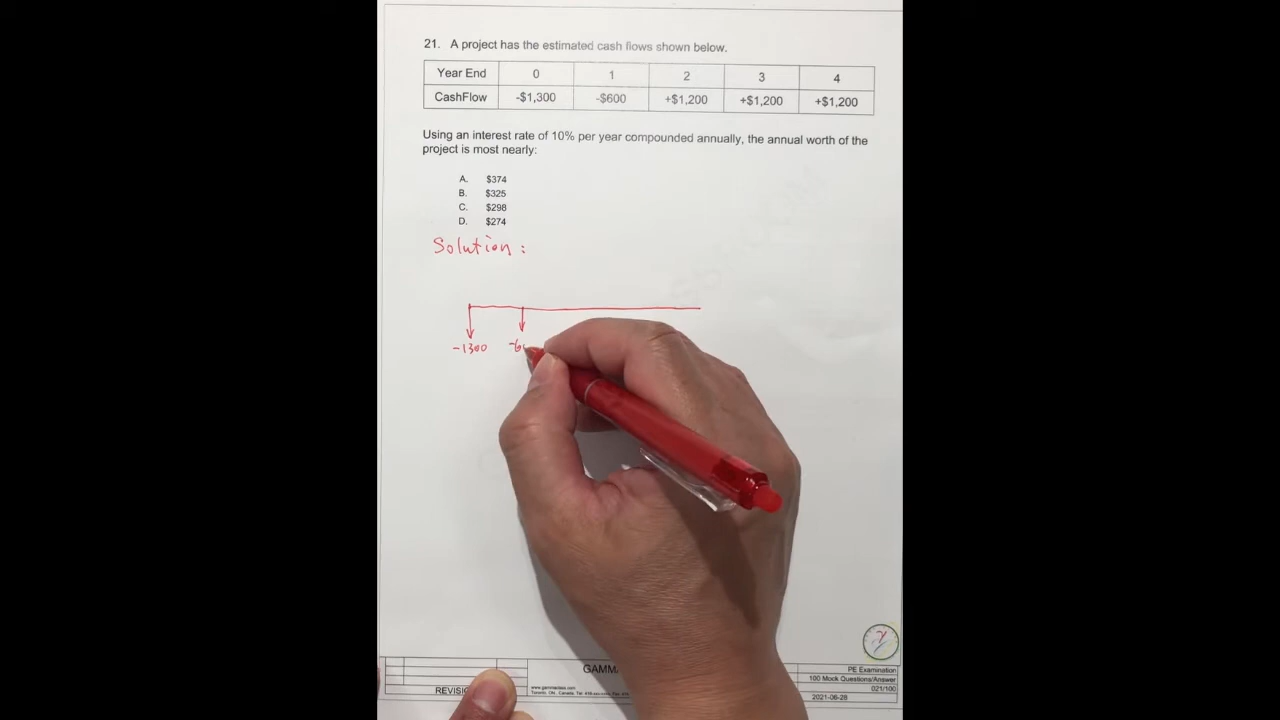 21. A project has the estimated cash flows shown below.
Year End 0 1 2 3 4
CashFlow -$1,300 -$600 +$1,200 +$1,200 +$1,200
Using an interest rate of 10% per year compounded annually, the annual worth of the
project is most nearly:
A. $374
B. $325
C. $298
D. $274
Solution :
-1300
PE Examination
100 Mock Questions/Answer
021/100
2021-06-28